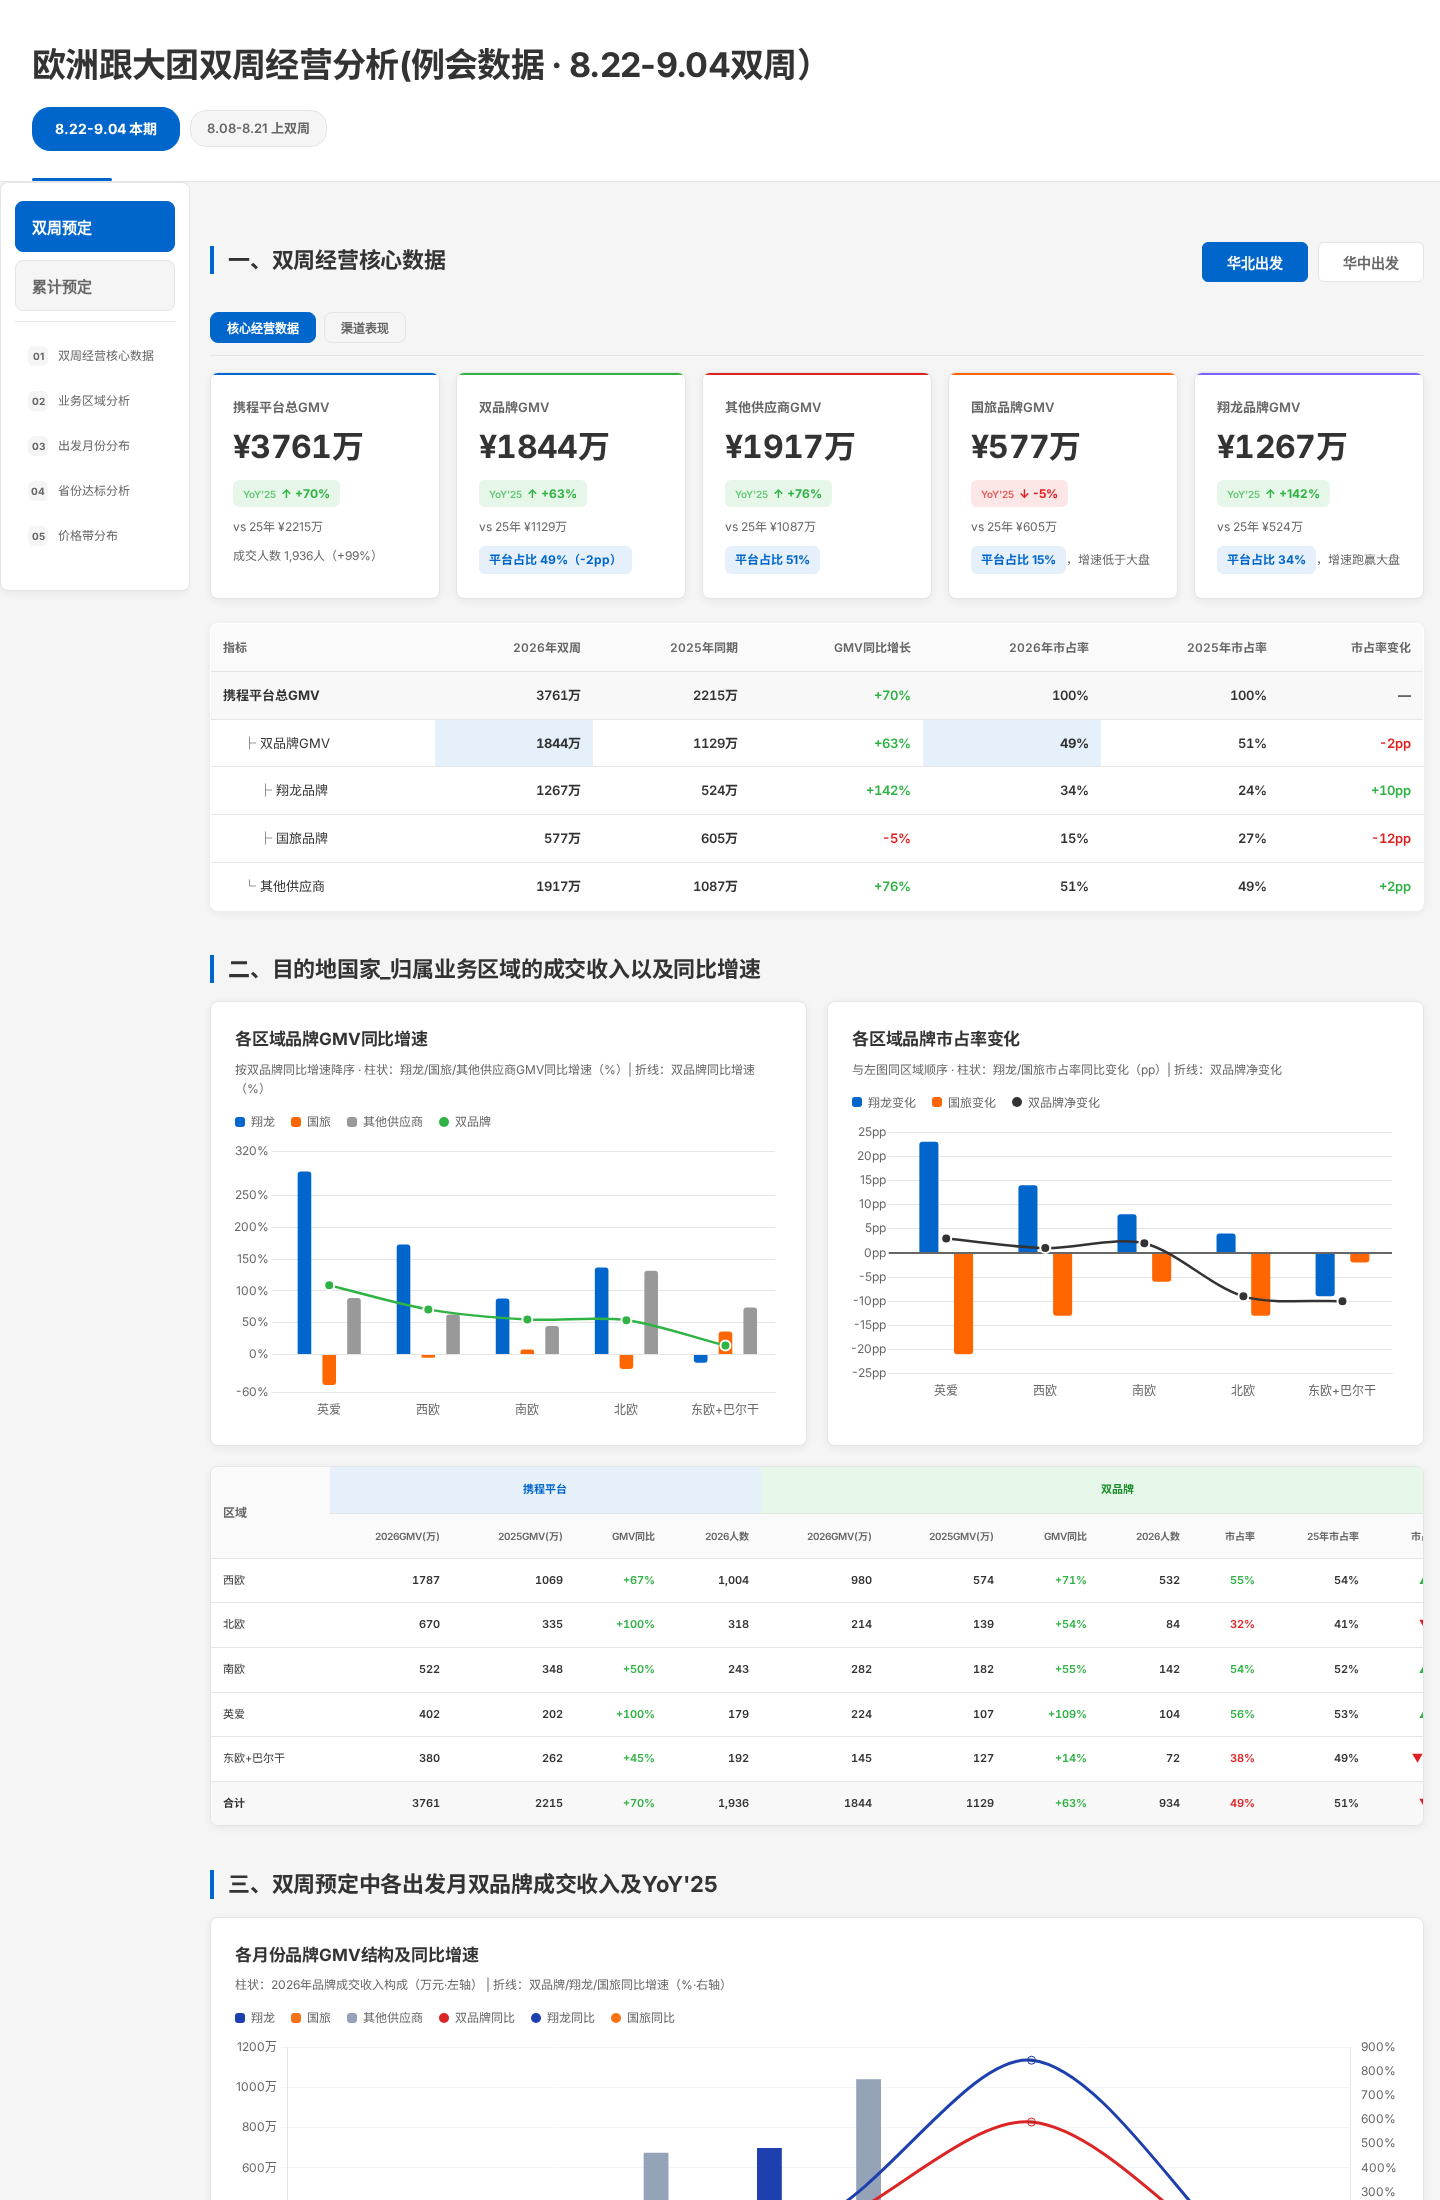 欧洲跟大团双周经营分析(例会数据 · 8.22-9.04双周）
8.22-9.04 本期
8.08-8.21 上双周
双周预定
累计预定
01 双周经营核心数据
02 业务区域分析
03 出发月份分布
04 省份达标分析
05 价格带分布
一、双周经营核心数据
华北出发
华中出发
核心经营数据
渠道表现
携程平台总GMV
¥3761万
YoY'25 ↑ +70%
vs 25年 ¥2215万
成交人数 1,936人（+99%）
双品牌GMV
¥1844万
YoY'25 ↑ +63%
vs 25年 ¥1129万
平台占比 49%（-2pp）
其他供应商GMV
¥1917万
YoY'25 ↑ +76%
vs 25年 ¥1087万
平台占比 51%
国旅品牌GMV
¥577万
YoY'25 ↓ -5%
vs 25年 ¥605万
平台占比 15%，增速低于大盘
翔龙品牌GMV
¥1267万
YoY'25 ↑ +142%
vs 25年 ¥524万
平台占比 34%，增速跑赢大盘
指标 2026年双周 2025年同期 GMV同比增长 2026年市占率 2025年市占率 市占率变化
携程平台总GMV 3761万 2215万 +70% 100% 100% —
├ 双品牌GMV 1844万 1129万 +63% 49% 51% -2pp
├ 翔龙品牌 1267万 524万 +142% 34% 24% +10pp
├ 国旅品牌 577万 605万 -5% 15% 27% -12pp
└ 其他供应商 1917万 1087万 +76% 51% 49% +2pp
二、目的地国家_归属业务区域的成交收入以及同比增速
各区域品牌GMV同比增速
按双品牌同比增速降序 · 柱状：翔龙/国旅/其他供应商GMV同比增速（%）| 折线：双品牌同比增速
（%）
翔龙 国旅 其他供应商 双品牌
320%
250%
200%
150%
100%
50%
0%
-60%
英爱 西欧 南欧 北欧 东欧+巴尔干
各区域品牌市占率变化
与左图同区域顺序 · 柱状：翔龙/国旅市占率同比变化（pp）| 折线：双品牌净变化
翔龙变化 国旅变化 双品牌净变化
25pp
20pp
15pp
10pp
5pp
0pp
-5pp
-10pp
-15pp
-20pp
-25pp
英爱 西欧 南欧 北欧 东欧+巴尔干
区域 携程平台 双品牌
2026GMV(万) 2025GMV(万) GMV同比 2026人数 2026GMV(万) 2025GMV(万) GMV同比 2026人数 市占率 25年市占率 市
西欧 1787 1069 +67% 1,004 980 574 +71% 532 55% 54%
北欧 670 335 +100% 318 214 139 +54% 84 32% 41%
南欧 522 348 +50% 243 282 182 +55% 142 54% 52%
英爱 402 202 +100% 179 224 107 +109% 104 56% 53%
东欧+巴尔干 380 262 +45% 192 145 127 +14% 72 38% 49% ▼
合计 3761 2215 +70% 1,936 1844 1129 +63% 934 49% 51%
三、双周预定中各出发月双品牌成交收入及YoY'25
各月份品牌GMV结构及同比增速
柱状：2026年品牌成交收入构成（万元·左轴） | 折线：双品牌/翔龙/国旅同比增速（%·右轴）
翔龙 国旅 其他供应商 双品牌同比 翔龙同比 国旅同比
1200万
1000万
800万
600万
900%
800%
700%
600%
500%
400%
300%